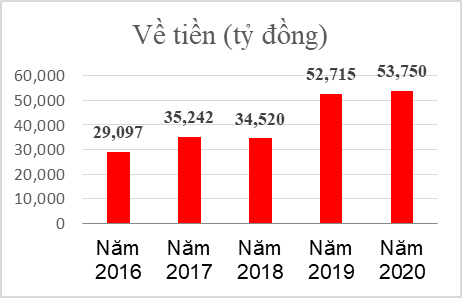 Về tiền (tỷ đồng)
60,000
50,000
40,000
30,000
20,000
10,000
0
29,097
35,242
34,520
52,715
53,750
Năm 2016
Năm 2017
Năm 2018
Năm 2019
Năm 2020